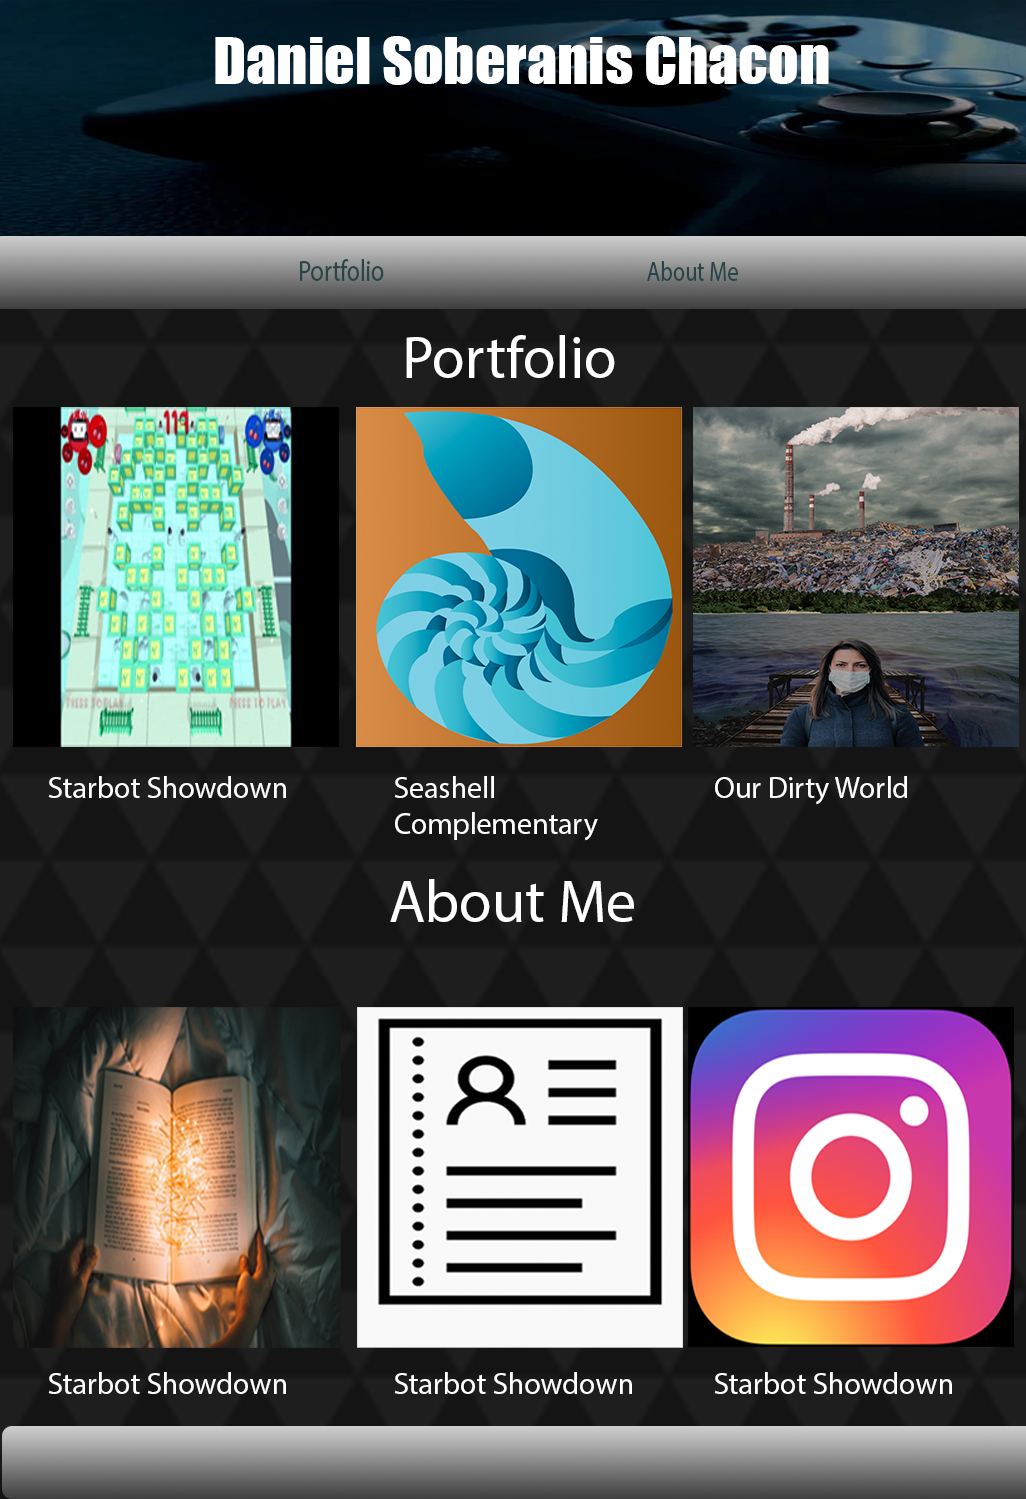 Daniel Soberanis Chacon
Portfolio
About Me
Portfolio
119
PRESS TO PLAY
PRESS TO PLAY
Starbot Showdown
Seashell
Complementary
Our Dirty World
About Me
Starbot Showdown
Starbot Showdown
Starbot Showdown